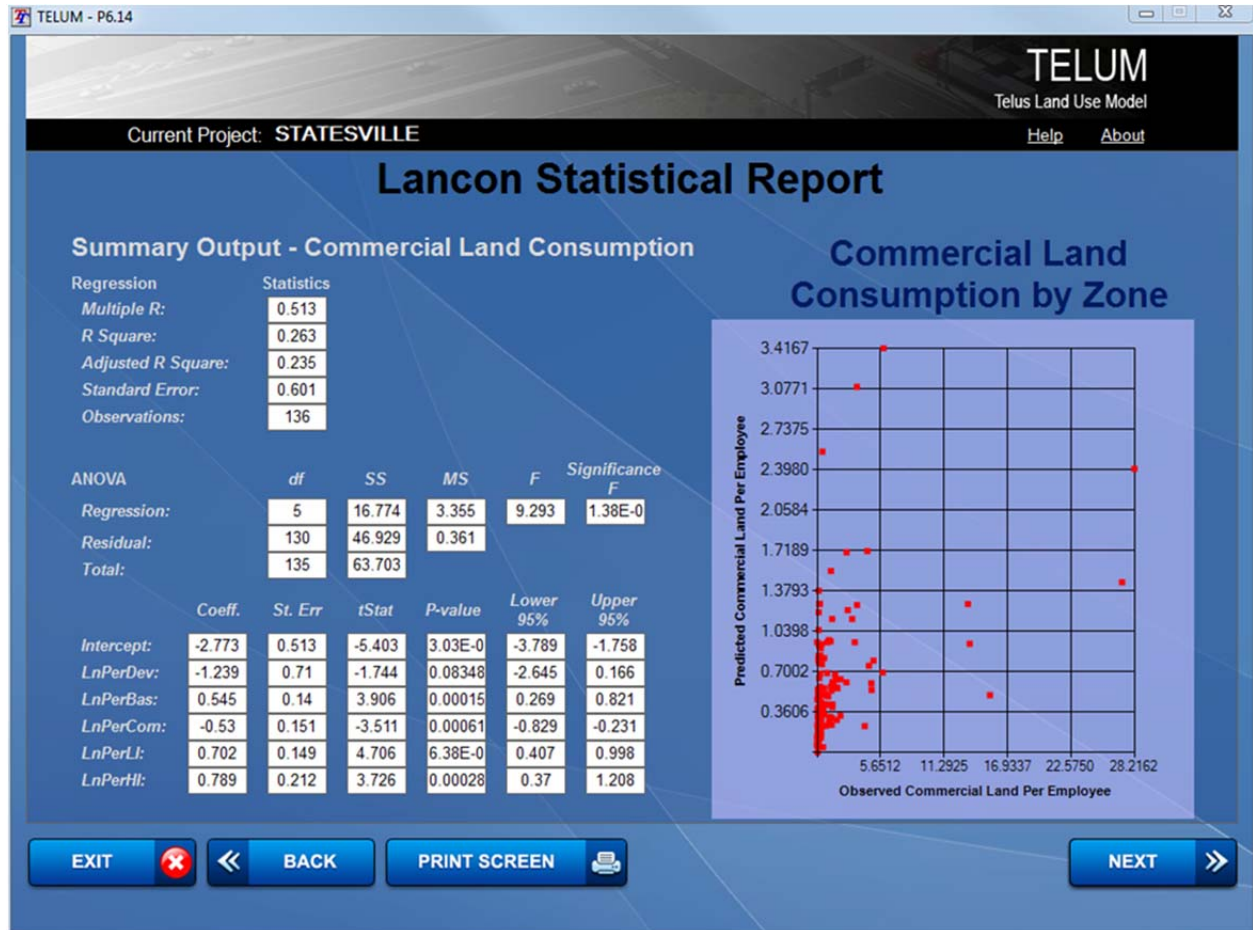 TELUM - P6.14
TELUM
Telus Land Use Model
Current Project: STATESVILLE
Help About
Lancon Statistical Report
Summary Output - Commercial Land Consumption
Regression Statistics
Multiple R: 0.513
R Square: 0.263
Adjusted R Square: 0.235
Standard Error: 0.601
Observations: 136
ANOVA df SS MS F Significance F
Regression: 5 16.774 3.355 9.293 1.38E-0
Residual: 130 46.929 0.361
Total: 135 63.703
Coeff. St. Err tStat P-value Lower 95% Upper 95%
Intercept: -2.773 0.513 -5.403 3.03E-0 -3.789 -1.758
LnPerDev: -1.239 0.71 -1.744 0.08348 -2.645 0.166
LnPerBas: 0.545 0.14 3.906 0.00015 0.269 0.821
LnPerCom: -0.53 0.151 -3.511 0.00061 -0.829 -0.231
LnPerLI: 0.702 0.149 4.706 6.38E-0 0.407 0.998
LnPerHI: 0.789 0.212 3.726 0.00028 0.37 1.208
Commercial Land
Consumption by Zone
Predicted Commercial Land Per Employee
3.4167
3.0771
2.7375
2.3980
2.0584
1.7189
1.3793
1.0398
0.7002
0.3606
5.6512 11.2925 16.9337 22.5750 28.2162
Observed Commercial Land Per Employee
EXIT BACK PRINT SCREEN NEXT